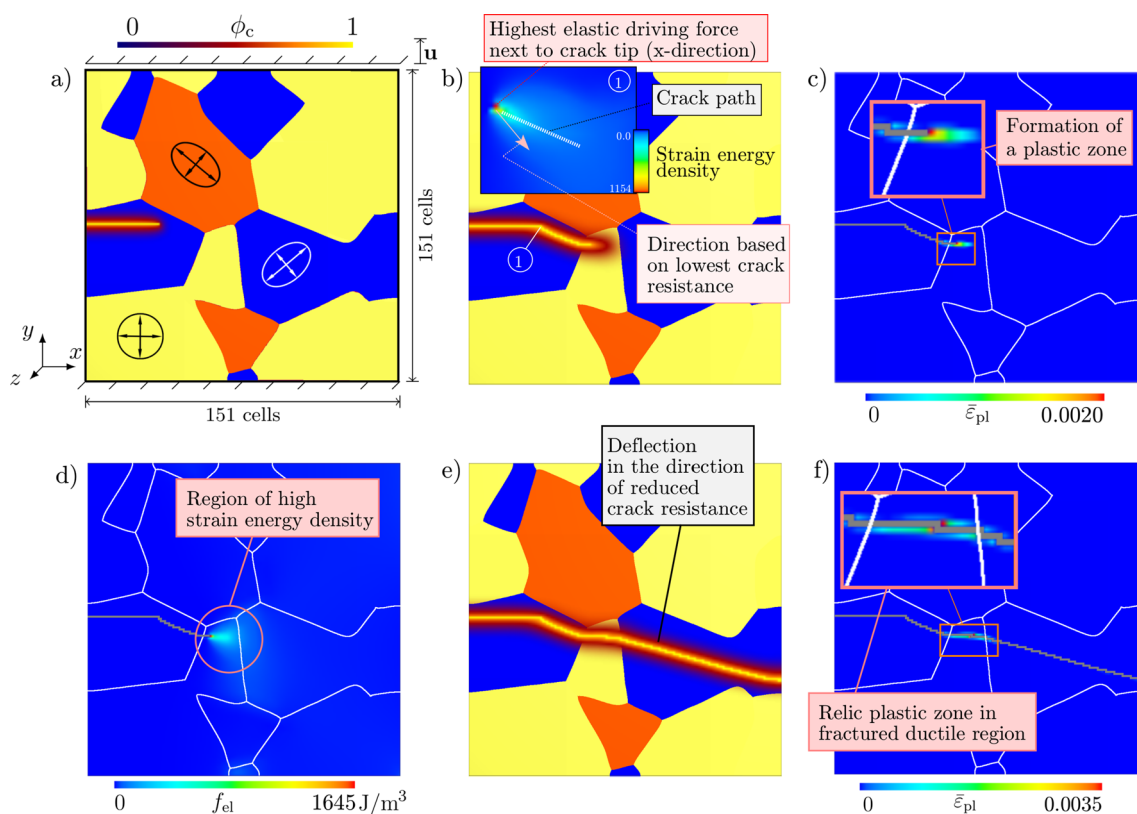 0 ϕc 1
u
a)
151 cells
y
x
z
151 cells
Highest elastic driving force
next to crack tip (x-direction)
b)
1
Crack path
0.0
Strain energy
density
1154
1
Direction based
on lowest crack
resistance
c)
Formation of
a plastic zone
0 ε̄pl 0.0020
d)
Region of high
strain energy density
0 fel 1645 J/m³
e)
Deflection
in the direction
of reduced
crack resistance
f)
Relic plastic zone in
fractured ductile region
0 ε̄pl 0.0035